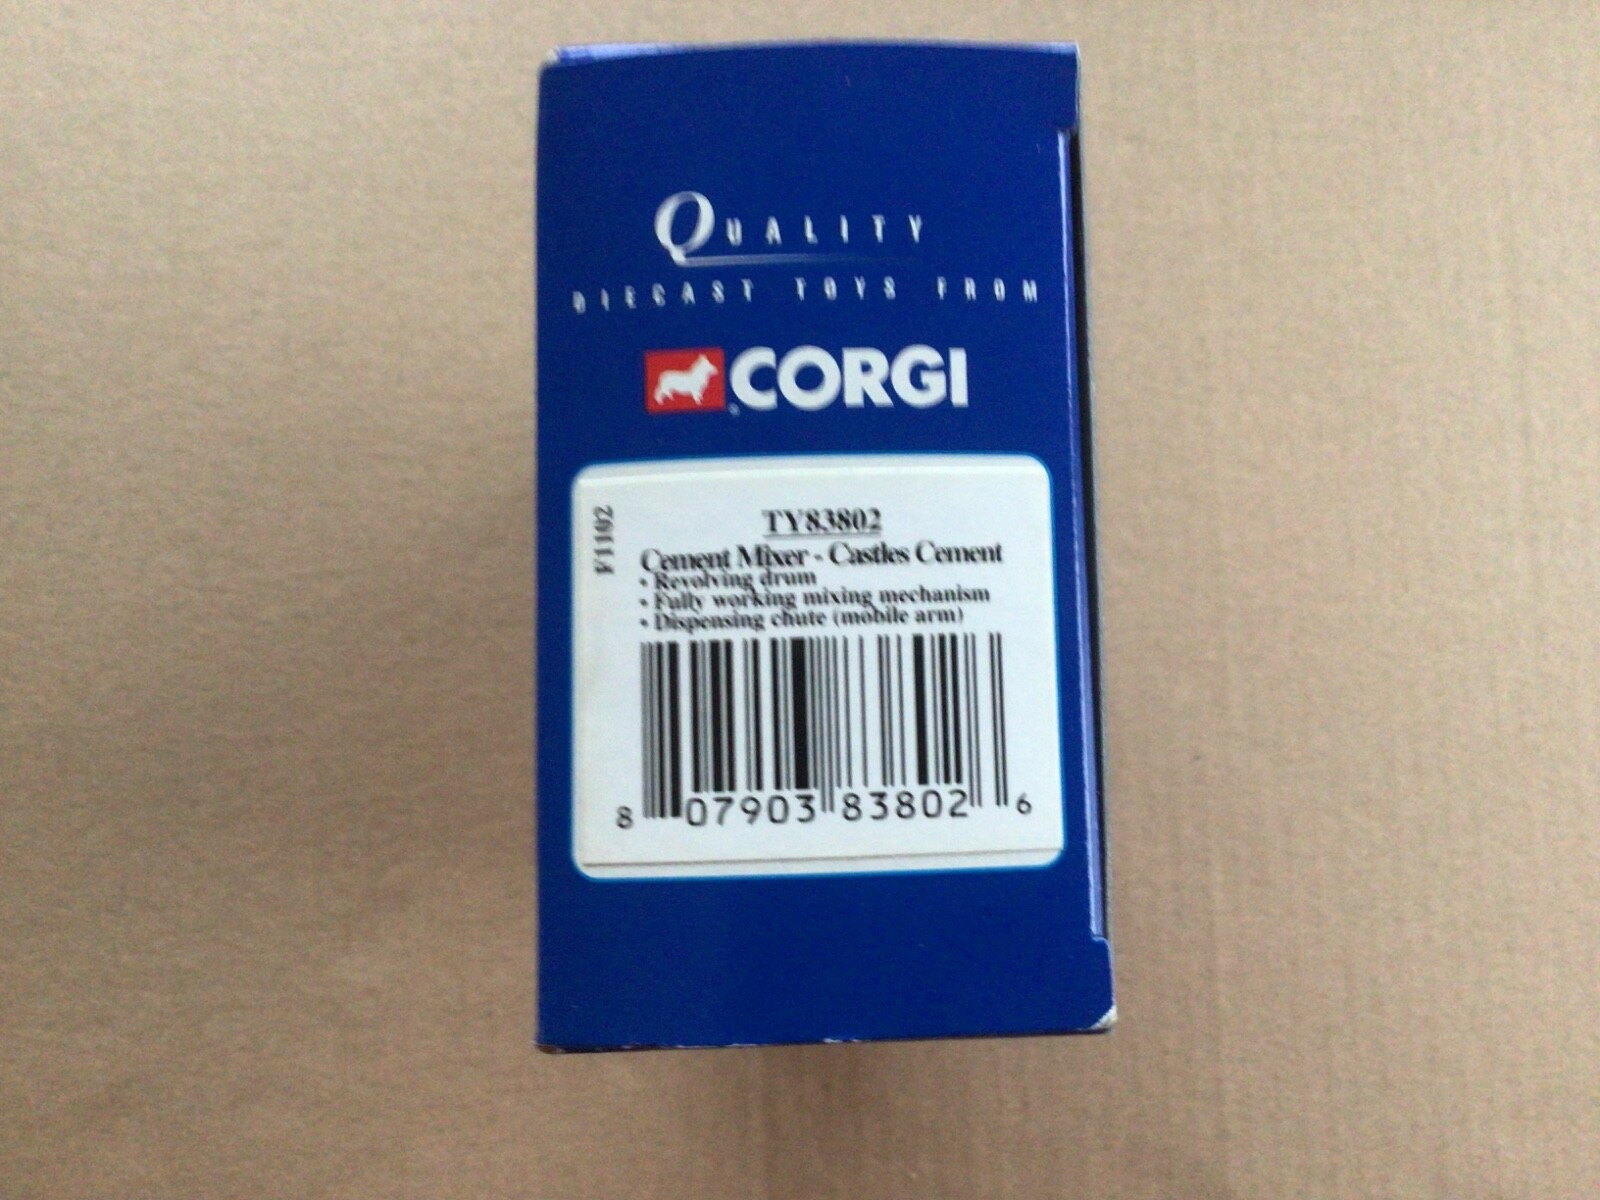 QUALITY
DIECAST TOYS FROM
CORGI
F1102
TY83802
Cement Mixer - Castles Cement
• Revolving drum
• Fully working mixing mechanism
• Dispensing chute (mobile arm)
8 07903 83802 6